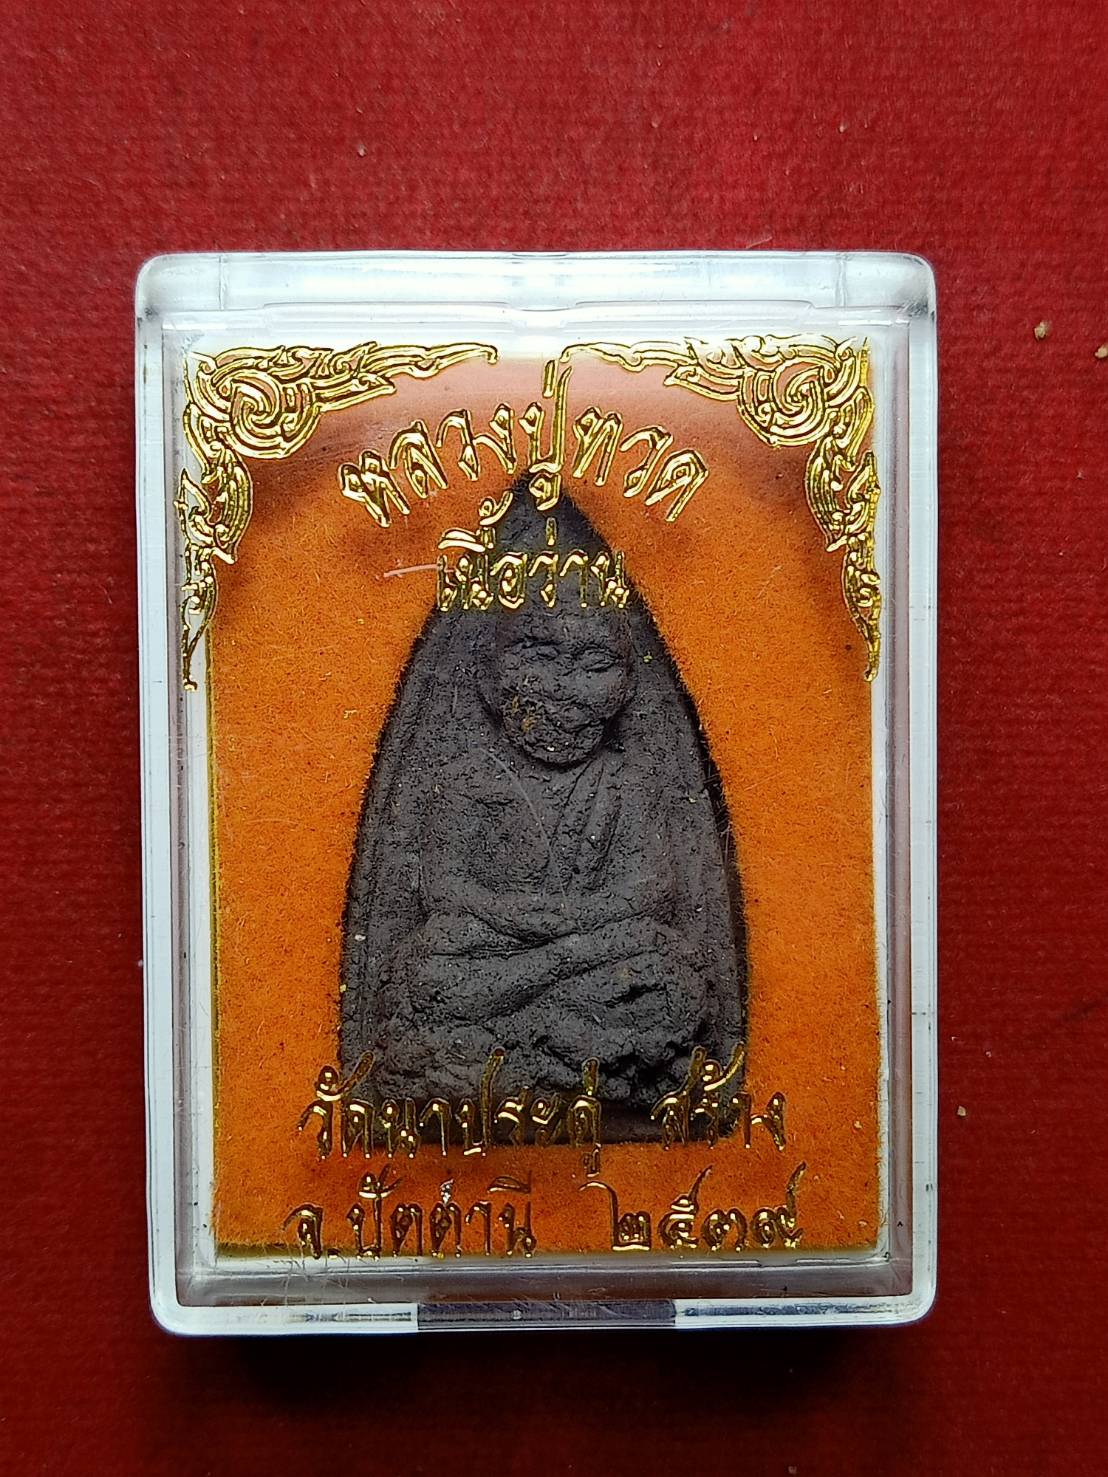 หลวงปู่ทวด
เนื้อว่าน
วัดนาประดู่ สร้าง
จ.ปัตตานี ๒๕๓๙